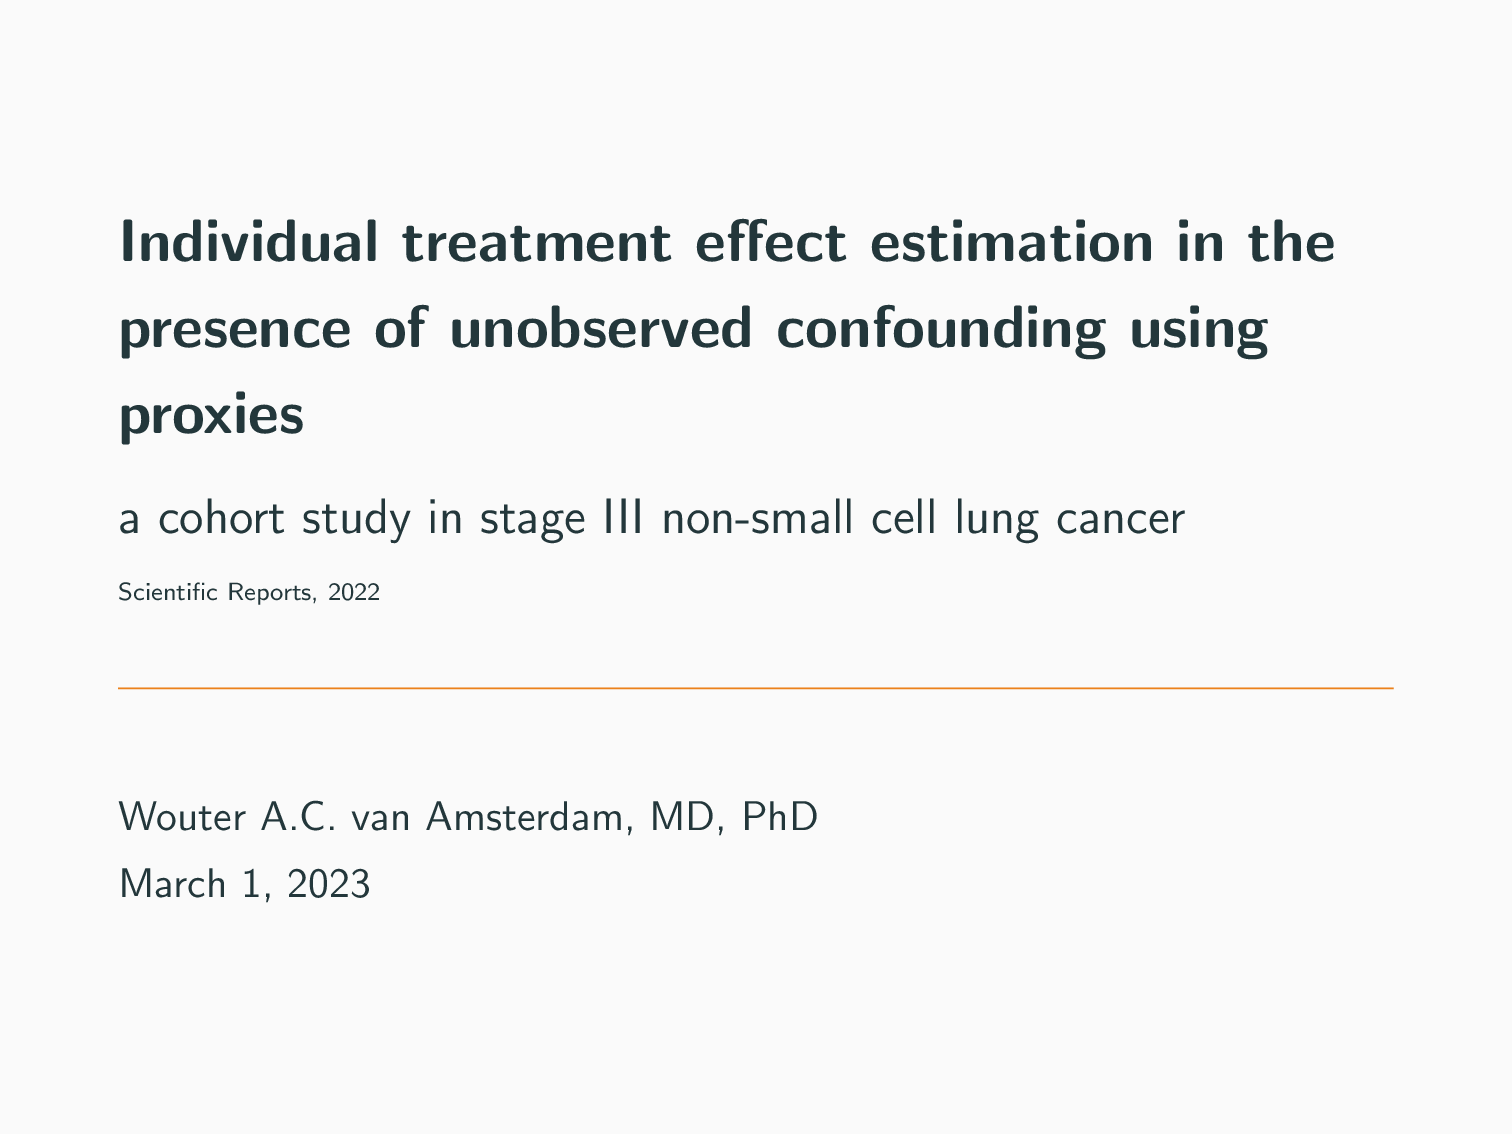 Individual treatment effect estimation in the
presence of unobserved confounding using
proxies
a cohort study in stage III non-small cell lung cancer
Scientific Reports, 2022
Wouter A.C. van Amsterdam, MD, PhD
March 1, 2023